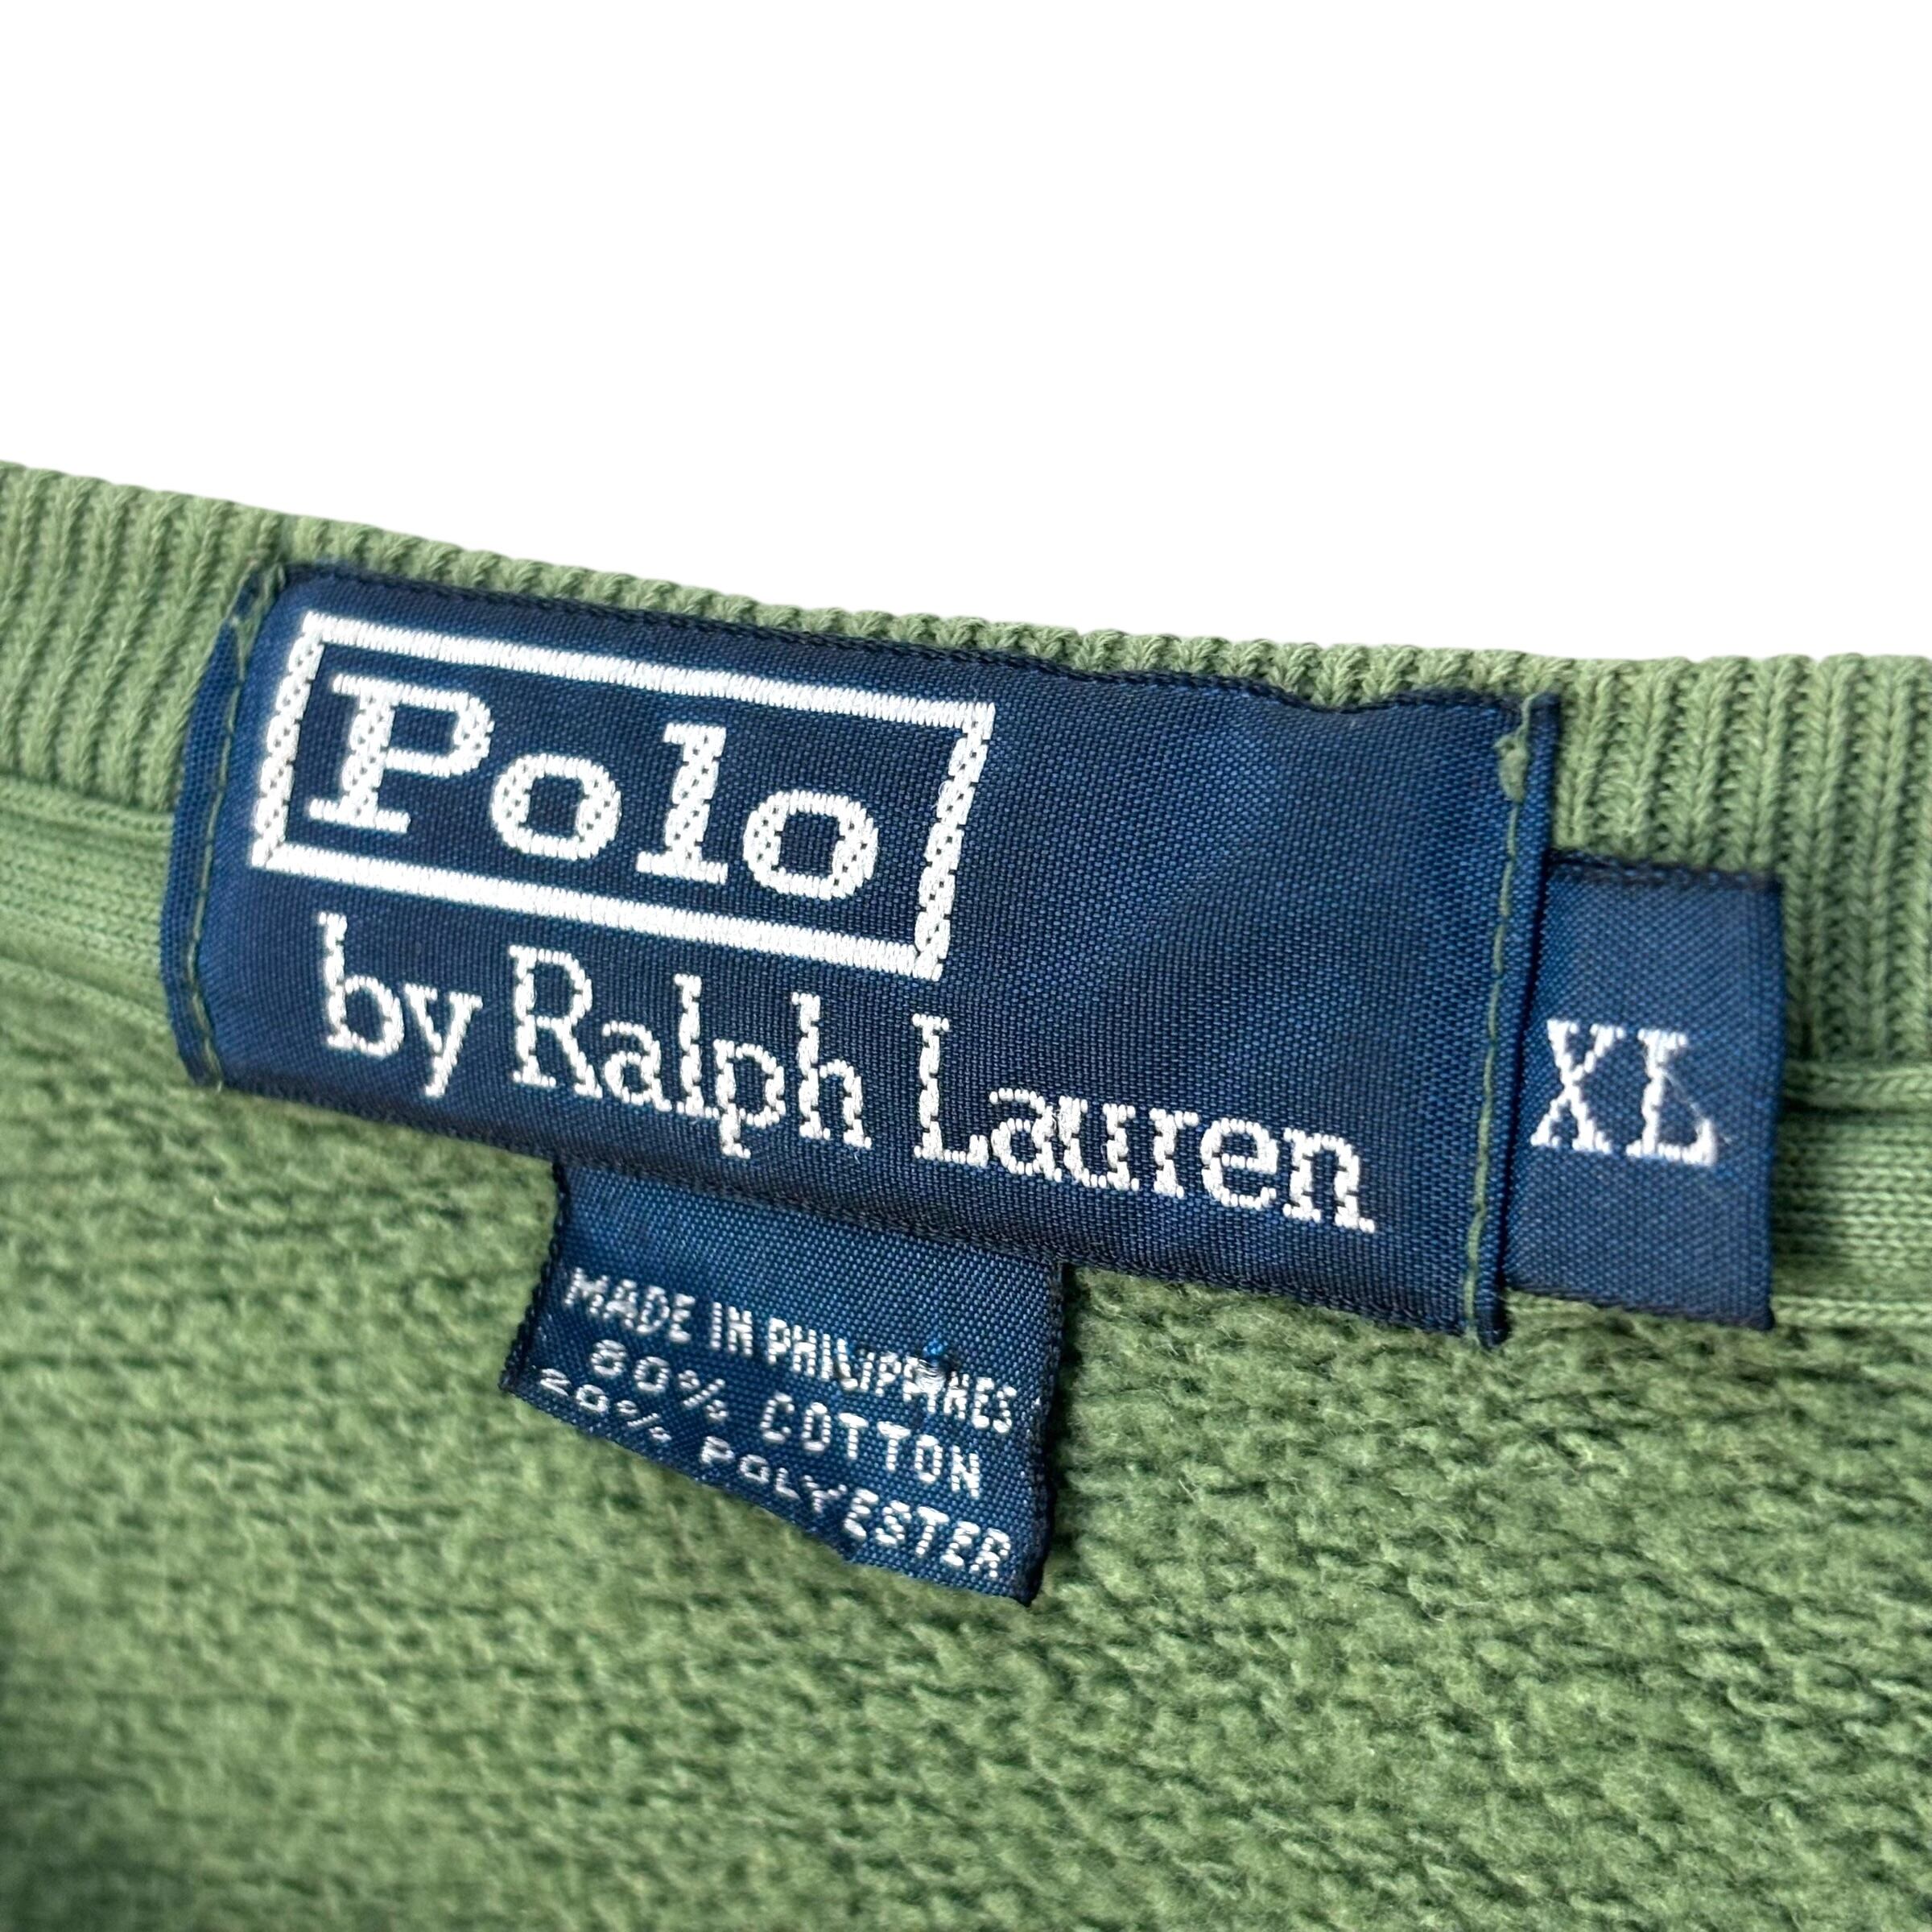 Polo
by Ralph Lauren
XL
MADE IN PHILIPPINES
80% COTTON
20% POLYESTER